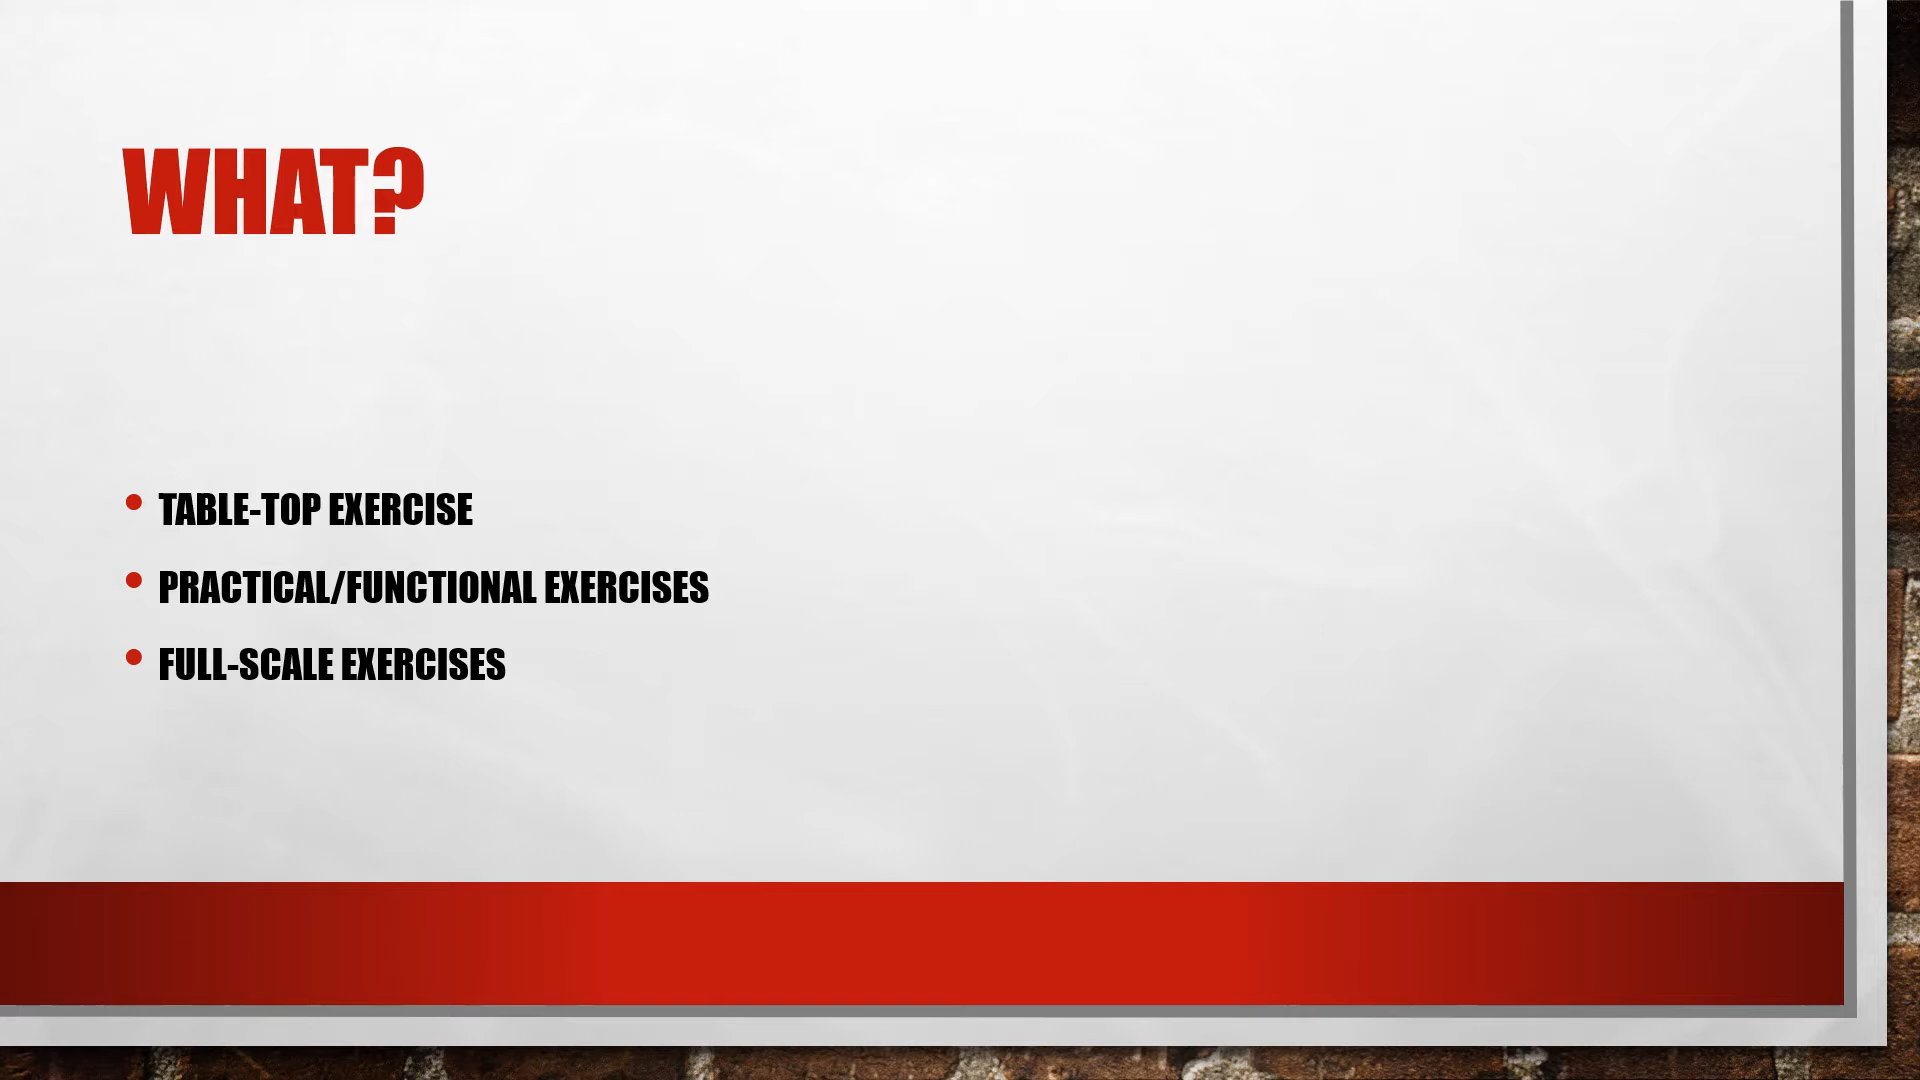 WHAT?
• TABLE-TOP EXERCISE
• PRACTICAL/FUNCTIONAL EXERCISES
• FULL-SCALE EXERCISES